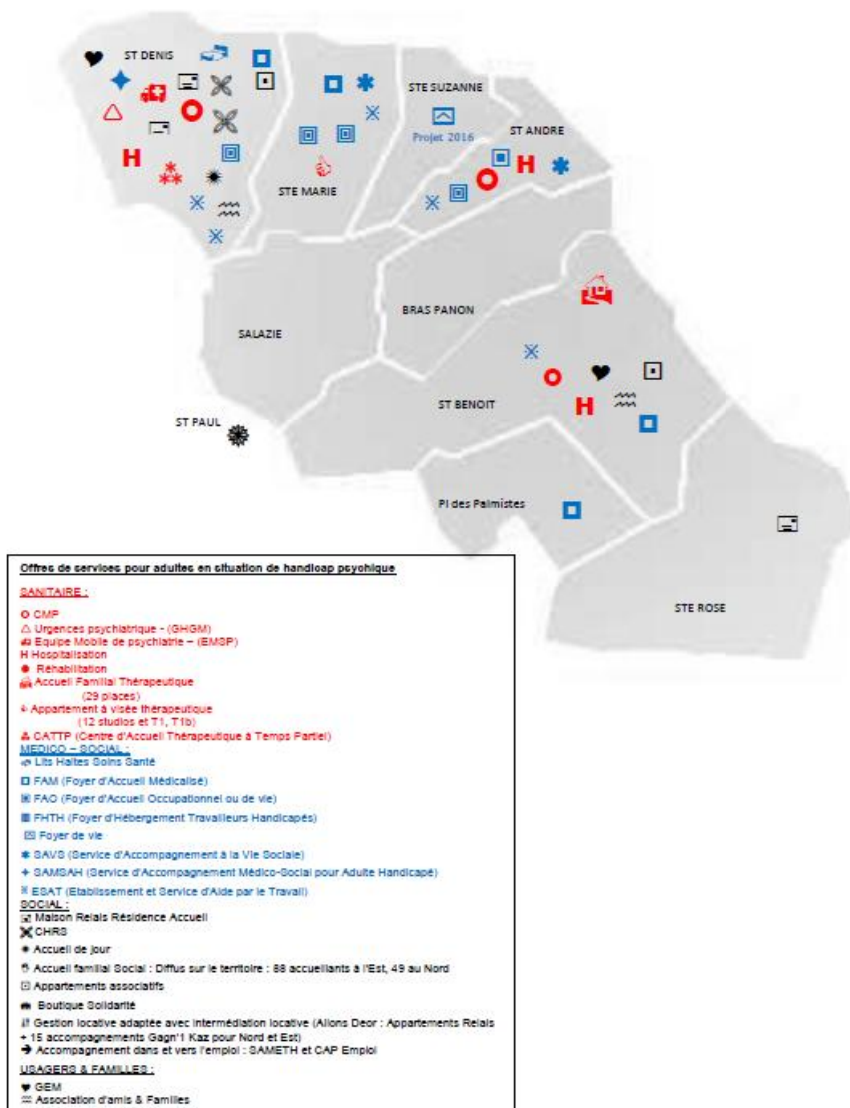 ST DENIS
STE SUZANNE
Projet 2016
ST ANDRE
H
H
STE MARIE
BRAS PANON
SALAZIE
ST BENOIT
H
ST PAUL
Pl des Palmistes
STE ROSE
Offres de services pour adultes en situation de handicap psychique
SANITAIRE :
CMP
Urgences psychiatrique - (GHGM)
Equipe Mobile de psychiatrie – (EMSP)
H Hospitalisation
Réhabilitation
Accueil Familial Thérapeutique
(29 places)
Appartement à visée thérapeutique
(12 studios et T1, T1b)
CATTP (Centre d'Accueil Thérapeutique à Temps Partiel)
MEDICO – SOCIAL :
Lits Haltes Soins Santé
FAM (Foyer d'Accueil Médicalisé)
FAO (Foyer d'Accueil Occupationnel ou de vie)
FHTH (Foyer d'Hébergement Travailleurs Handicapés)
Foyer de vie
SAVS (Service d'Accompagnement à la Vie Sociale)
SAMSAH (Service d'Accompagnement Médico-Social pour Adulte Handicapé)
ESAT (Etablissement et Service d'Aide par le Travail)
SOCIAL :
Maison Relais Résidence Accueil
CHRS
Accueil de jour
Accueil familial Social : Diffus sur le territoire : 88 accueillants à l'Est, 49 au Nord
Appartements associatifs
Boutique Solidarité
Gestion locative adaptée avec intermédiation locative (Allons Deor : Appartements Relais
+ 15 accompagnements Gagn'1 Kaz pour Nord et Est)
Accompagnement dans et vers l'emploi : SAMETH et CAP Emploi
USAGERS & FAMILLES :
GEM
Association d'amis & Familles